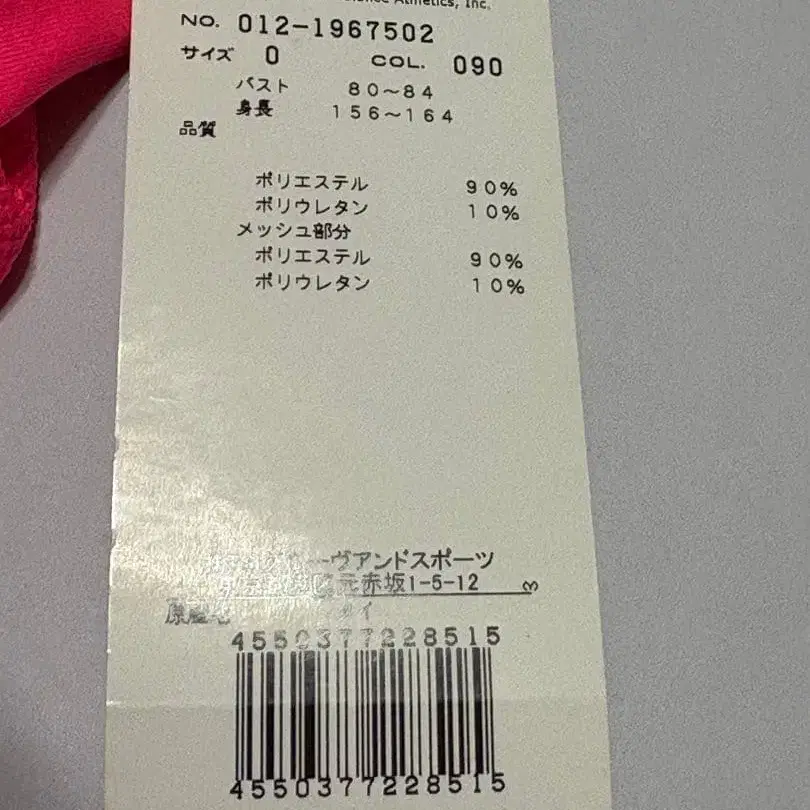 Athletics, Inc.
NO. 012-1967502
サイズ 0 COL. 090
バスト 80~84
身長 156~164
品質
ポリエステル 90%
ポリウレタン 10%
メッシュ部分
ポリエステル 90%
ポリウレタン 10%
ヴアンドスポーツ
元赤坂1-5-12
タイ
4550377228515
4550377228515